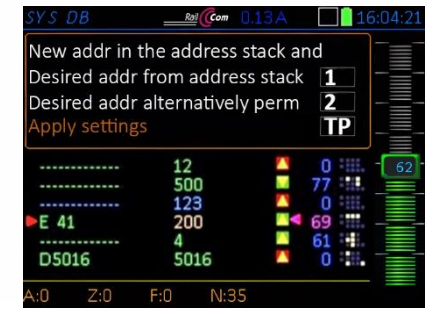 SYS DB RailCom 0.13A 16:04:21
New addr in the address stack and
Desired addr from address stack 1
Desired addr alternatively perm 2
Apply settings TP
------------- 12 0
------------- 500 77
------------- 123 0
E 41 200 69
------------- 4 61
D5016 5016 0
62
A:0 Z:0 F:0 N:35